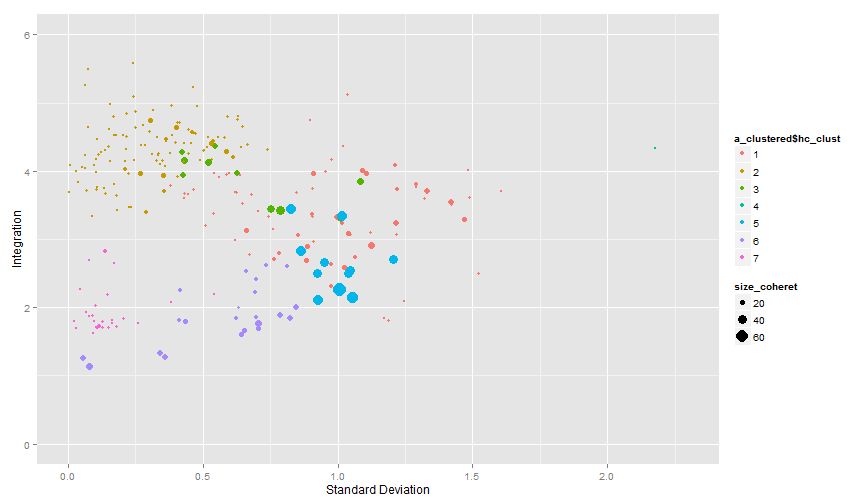 6
4
2
0
Integration
0.0 0.5 1.0 1.5 2.0
Standard Deviation
a_clustered$hc_clust
1
2
3
4
5
6
7
size_coheret
20
40
60